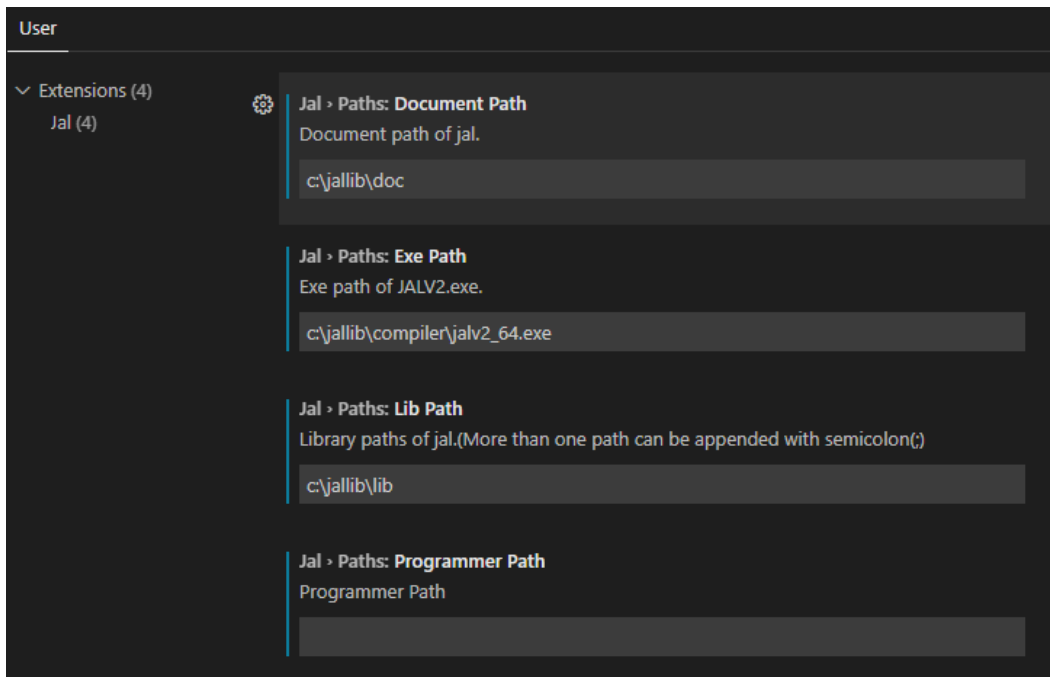 User
Extensions (4)
Jal (4)
Jal › Paths: Document Path
Document path of jal.
c:\jallib\doc
Jal › Paths: Exe Path
Exe path of JALV2.exe.
c:\jallib\compiler\jalv2_64.exe
Jal › Paths: Lib Path
Library paths of jal.(More than one path can be appended with semicolon(;)
c:\jallib\lib
Jal › Paths: Programmer Path
Programmer Path